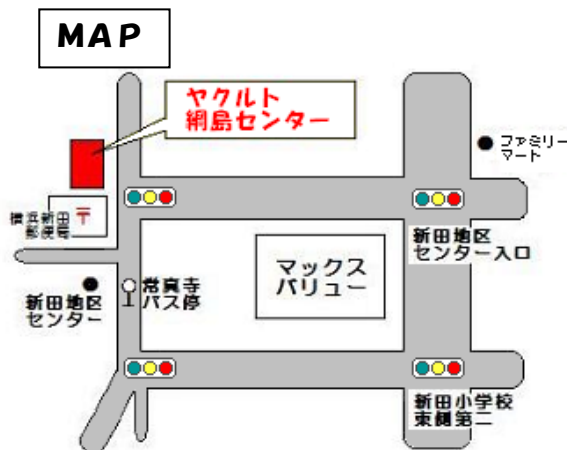 MAP
ヤクルト
網島センター
ファミリー
マート
横浜新田
郵便局
〒
新田地区
センター入口
マックス
バリュー
常真寺
バス停
新田地区
センター
新田小学校
東側第二